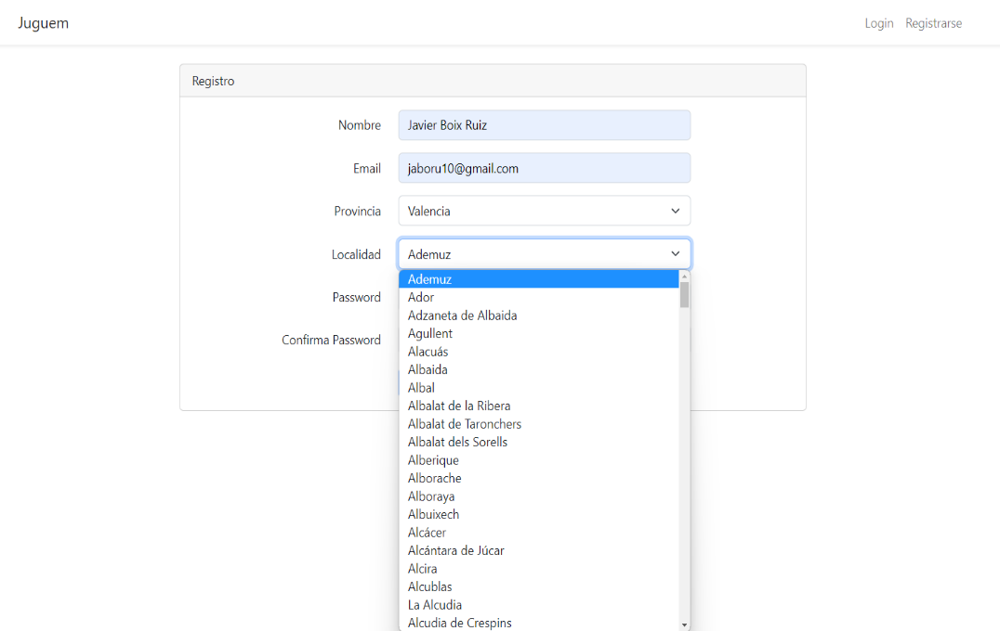 Juguem
Login Registrarse
Registro
Nombre Javier Boix Ruiz
Email jaboru10@gmail.com
Provincia Valencia
Localidad Ademuz
Ademuz
Password
Ador
Adzaneta de Albaida
Confirma Password
Agullent
Alacuás
Albaida
Albal
Albalat de la Ribera
Albalat de Taronchers
Albalat dels Sorells
Alberique
Alborache
Alboraya
Albuixech
Alcácer
Alcántara de Júcar
Alcira
Alcublas
La Alcudia
Alcudia de Crespins